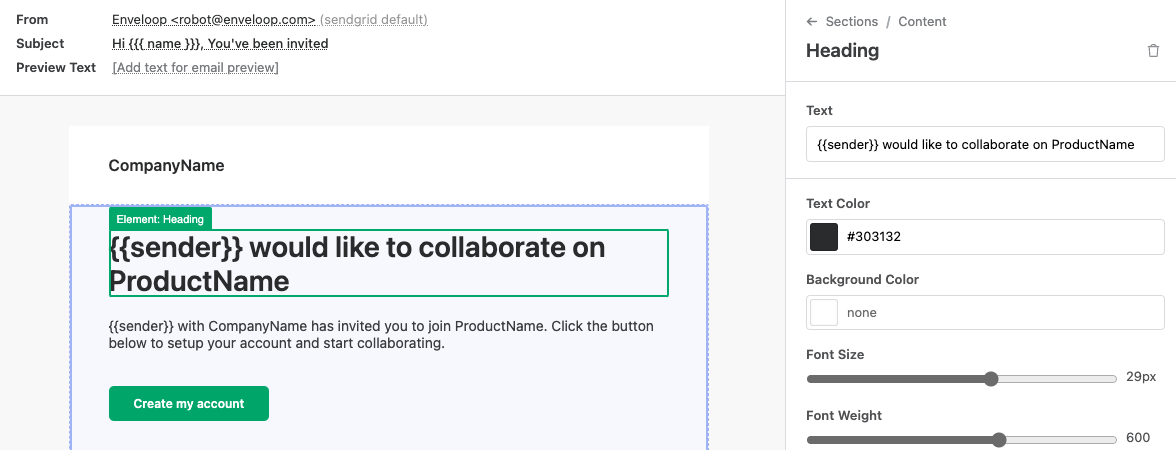 From Enveloop <robot@enveloop.com> (sendgrid default)
Subject Hi {{{ name }}}, You've been invited
Preview Text [Add text for email preview]
CompanyName
Element: Heading
{{sender}} would like to collaborate on
ProductName
{{sender}} with CompanyName has invited you to join ProductName. Click the button
below to setup your account and start collaborating.
Create my account
← Sections / Content
Heading
Text
{{sender}} would like to collaborate on ProductName
Text Color
#303132
Background Color
none
Font Size
29px
Font Weight
600